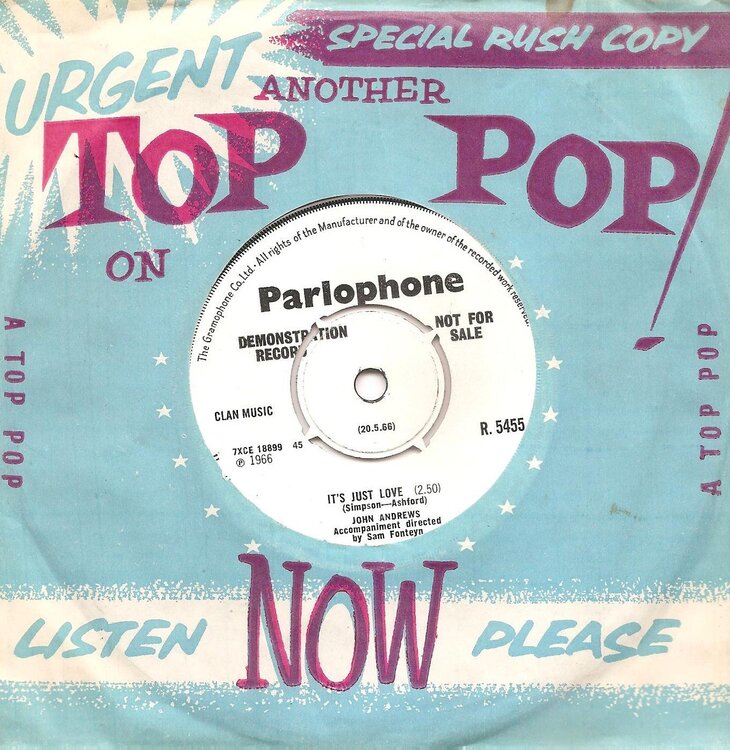 URGENT
SPECIAL RUSH COPY
ANOTHER
TOP POP!
ON
A TOP POP
A TOP POP
The Gramophone Co. Ltd. · All rights of the Manufacturer and of the owner of the recorded work reserved.
Parlophone
DEMONSTRATION
RECORD
NOT FOR
SALE
CLAN MUSIC
(20.5.66)
R. 5455
7XCE 18899 45
℗ 1966
IT'S JUST LOVE (2.50)
(Simpson—Ashford)
JOHN ANDREWS
Accompaniment directed
by Sam Fonteyn
LISTEN NOW PLEASE